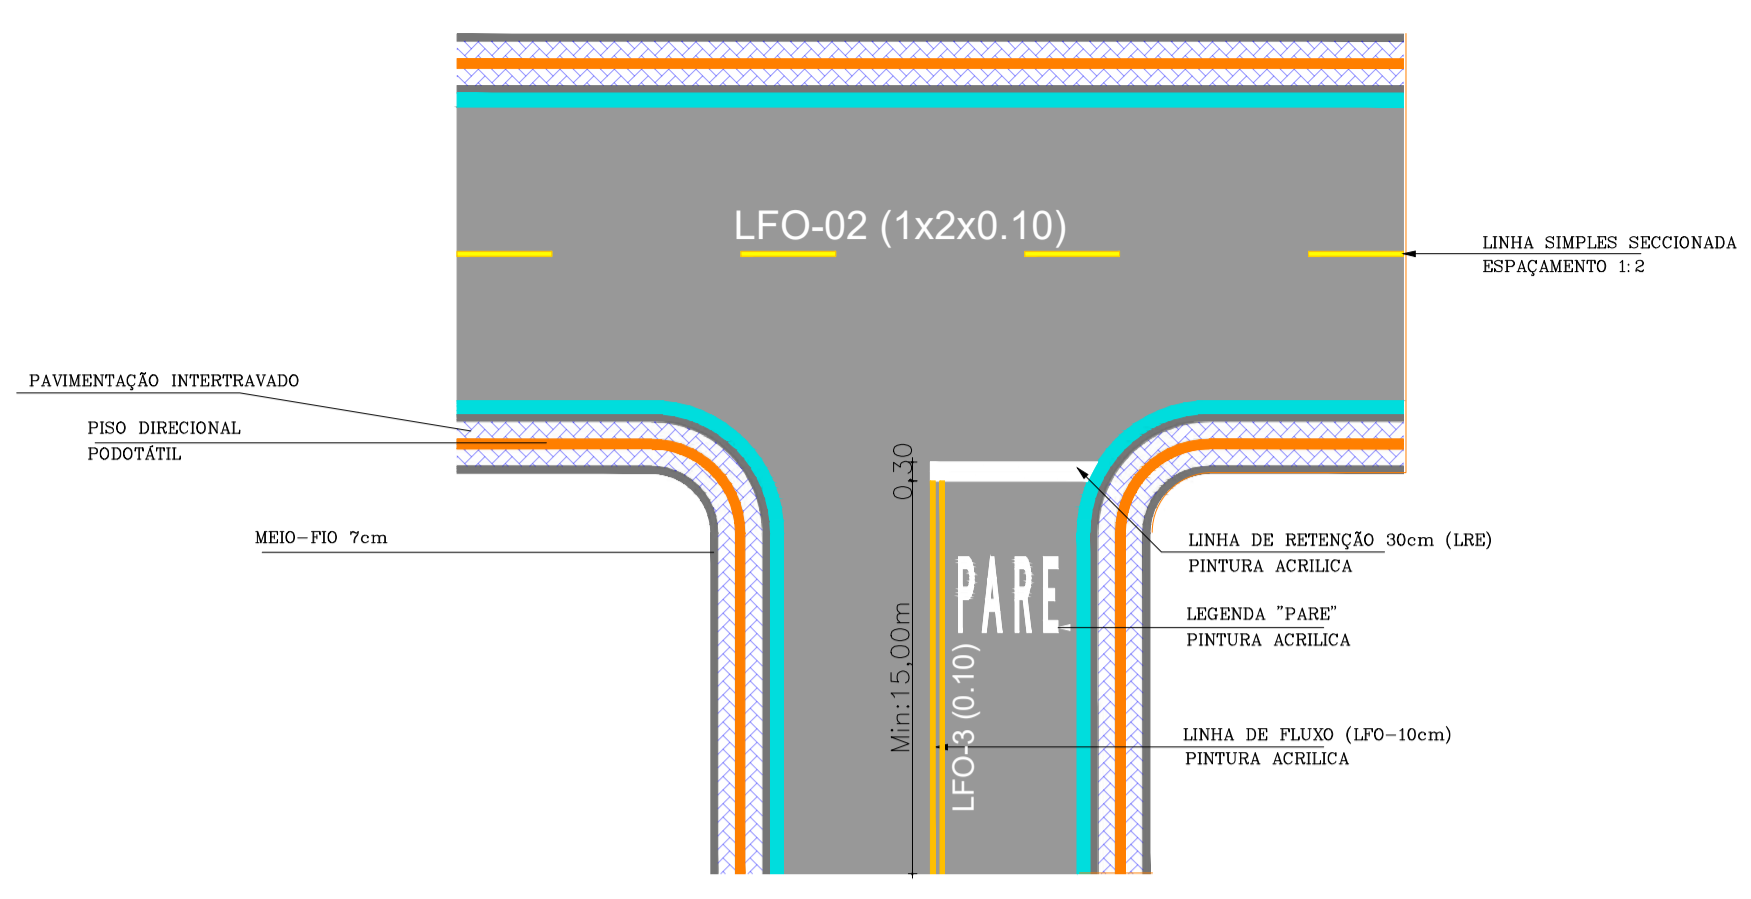 LFO-02 (1x2x0.10)
LINHA SIMPLES SECCIONADA
ESPAÇAMENTO 1:2
PAVIMENTAÇÃO INTERTRAVADO
PISO DIRECIONAL
PODOTÁTIL
0,30
MEIO-FIO 7cm
LINHA DE RETENÇÃO 30cm (LRE)
PINTURA ACRILICA
PARE
LEGENDA "PARE"
PINTURA ACRILICA
Min:15,00m
LFO-3 (0.10)
LINHA DE FLUXO (LFO-10cm)
PINTURA ACRILICA